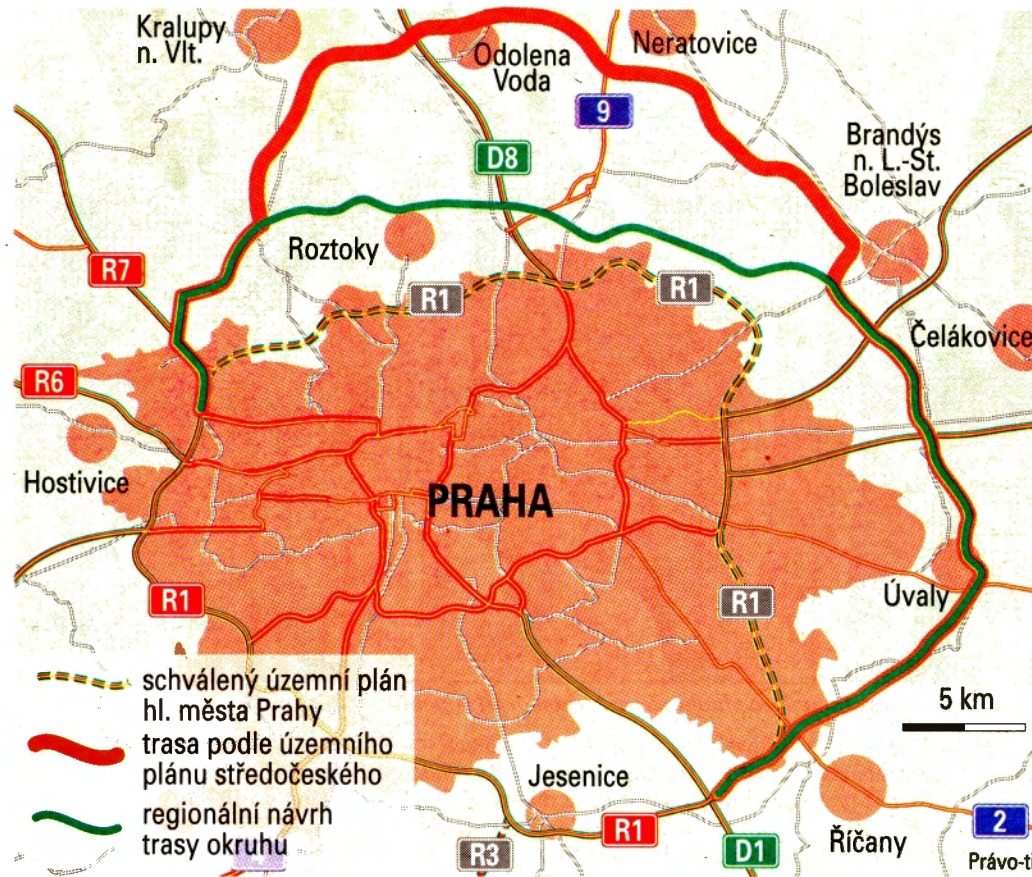 Kralupy
n. Vlt.
Odolena
Voda
Neratovice
9
D8
Brandýs
n. L.-St.
Boleslav
R7
Roztoky
R1
R1
Čelákovice
R6
Hostivice
PRAHA
R1
R1
Úvaly
schválený územní plán
hl. města Prahy
trasa podle územního
plánu středočeského
regionální návrh
trasy okruhu
5 km
Jesenice
R1
R3
D1
Říčany
2